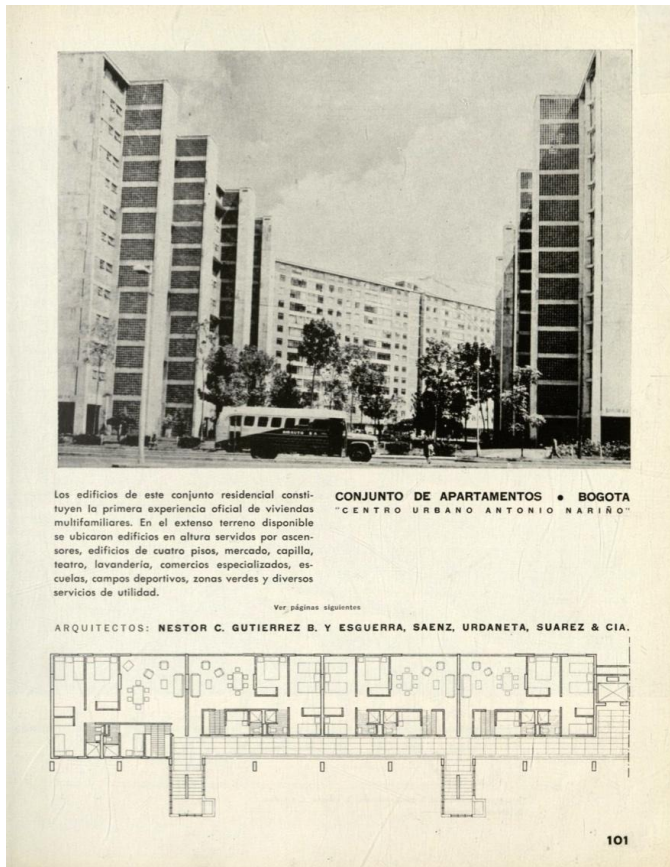 Los edificios de este conjunto residencial consti-
tuyen la primera experiencia oficial de viviendas
multifamiliares. En el extenso terreno disponible
se ubicaron edificios en altura servidos por ascen-
sores, edificios de cuatro pisos, mercado, capilla,
teatro, lavandería, comercios especializados, es-
cuelas, campos deportivos, zonas verdes y diversos
servicios de utilidad.
CONJUNTO DE APARTAMENTOS • BOGOTA
"CENTRO URBANO ANTONIO NARIÑO"
Ver páginas siguientes
ARQUITECTOS: NESTOR C. GUTIERREZ B. Y ESGUERRA, SAENZ, URDANETA, SUAREZ & CIA.
101